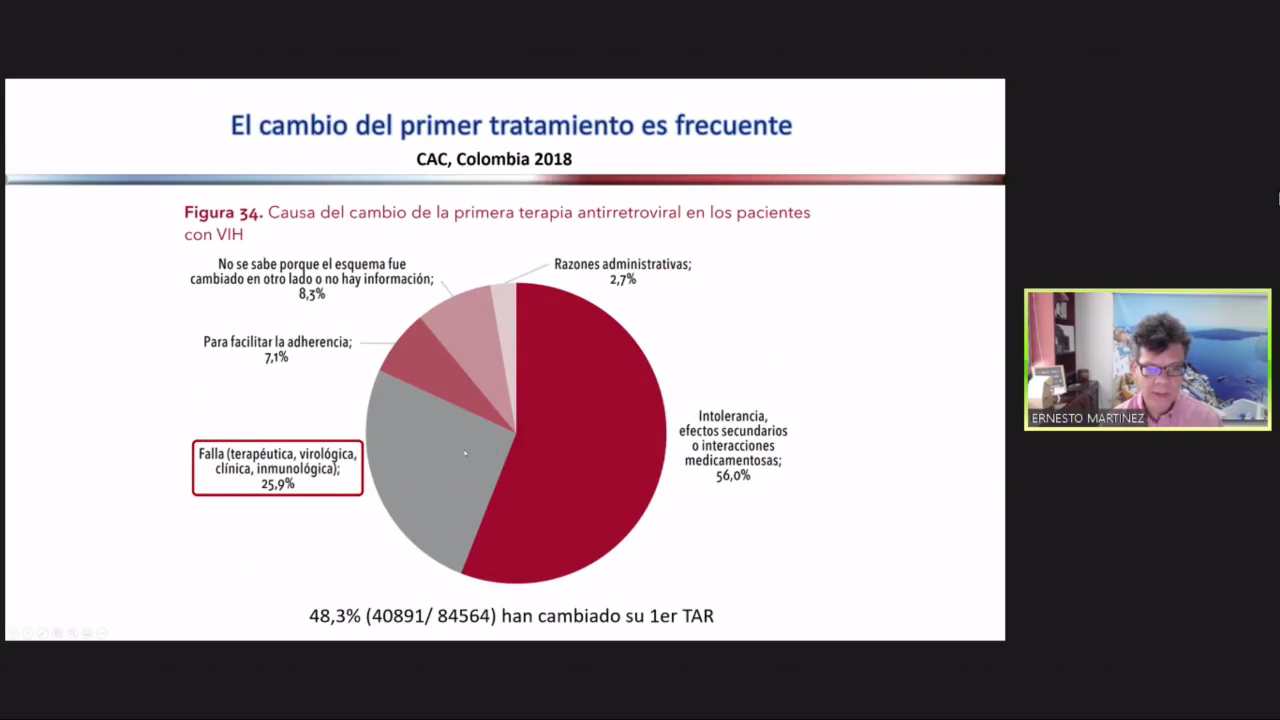 El cambio del primer tratamiento es frecuente
CAC, Colombia 2018
Figura 34. Causa del cambio de la primera terapia antirretroviral en los pacientes
con VIH
No se sabe porque el esquema fue
cambiado en otro lado o no hay información;
8,3%
Razones administrativas;
2,7%
Para facilitar la adherencia;
7,1%
Falla (terapéutica, virológica,
clínica, inmunológica);
25,9%
Intolerancia,
efectos secundarios
o interacciones
medicamentosas;
56,0%
48,3% (40891/ 84564) han cambiado su 1er TAR
ERNESTO MARTINEZ